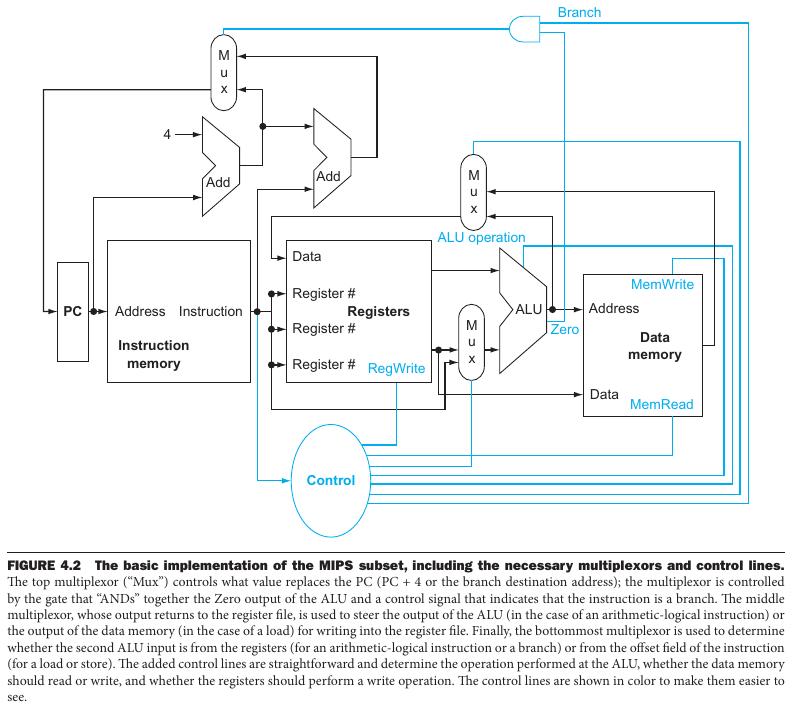 Branch
M
u
x
4
Add
Add
M
u
x
ALU operation
Data
MemWrite
PC
Address
Instruction
Register #
Registers
ALU
Address
Instruction
memory
Register #
Zero
Data
memory
M
u
x
Register #
RegWrite
Data
MemRead
Control
FIGURE 4.2 The basic implementation of the MIPS subset, including the necessary multiplexors and control lines.
The top multiplexor (“Mux”) controls what value replaces the PC (PC + 4 or the branch destination address); the multiplexor is controlled
by the gate that “ANDs” together the Zero output of the ALU and a control signal that indicates that the instruction is a branch. The middle
multiplexor, whose output returns to the register file, is used to steer the output of the ALU (in the case of an arithmetic-logical instruction) or
the output of the data memory (in the case of a load) for writing into the register file. Finally, the bottommost multiplexor is used to determine
whether the second ALU input is from the registers (for an arithmetic-logical instruction or a branch) or from the offset field of the instruction
(for a load or store). The added control lines are straightforward and determine the operation performed at the ALU, whether the data memory
should read or write, and whether the registers should perform a write operation. The control lines are shown in color to make them easier to
see.